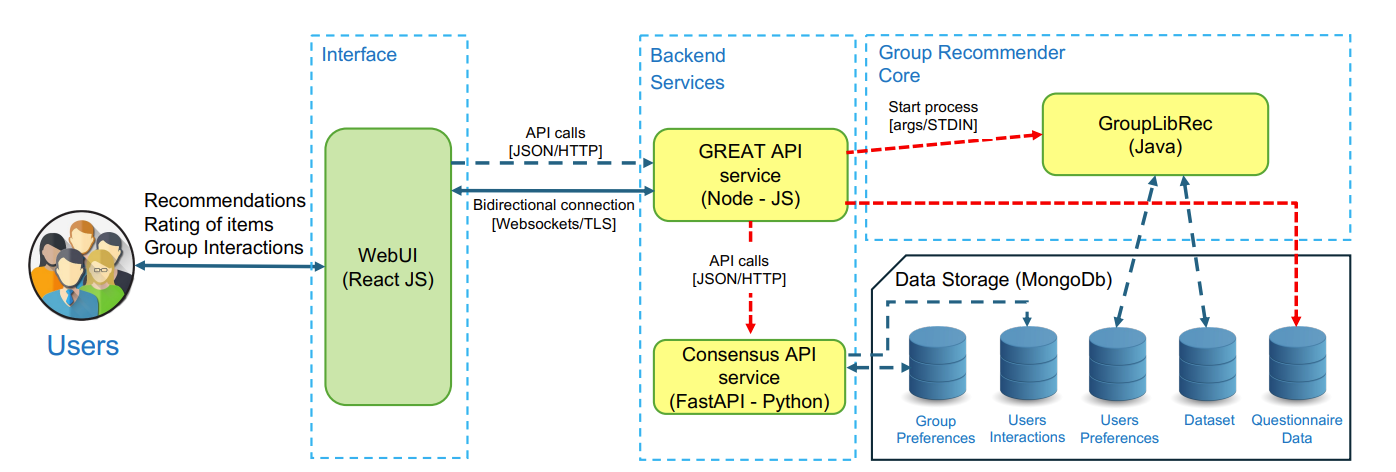 Interface
Backend
Services
Group Recommender
Core
Start process
[args/STDIN]
GroupLibRec
(Java)
API calls
[JSON/HTTP]
GREAT API
service
(Node - JS)
Recommendations
Rating of items
Group Interactions
Bidirectional connection
[Websockets/TLS]
WebUI
(React JS)
API calls
[JSON/HTTP]
Data Storage (MongoDb)
Users
Consensus API
service
(FastAPI - Python)
Group
Preferences
Users
Interactions
Users
Preferences
Dataset
Questionnaire
Data